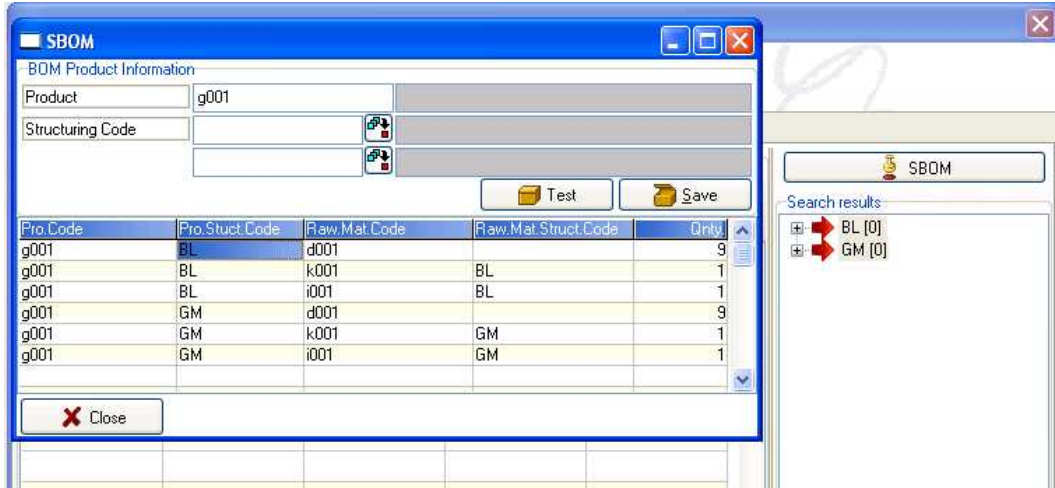 SBOM
BOM Product Information
Product g001
Structuring Code
Test Save
Pro.Code Pro.Stuct.Code Raw.Mat.Code Raw.Mat.Struct.Code Qnty.
g001 BL d001 9
g001 BL k001 BL 1
g001 BL i001 BL 1
g001 GM d001 9
g001 GM k001 GM 1
g001 GM i001 GM 1
Close
SBOM
Search results
BL [0]
GM [0]